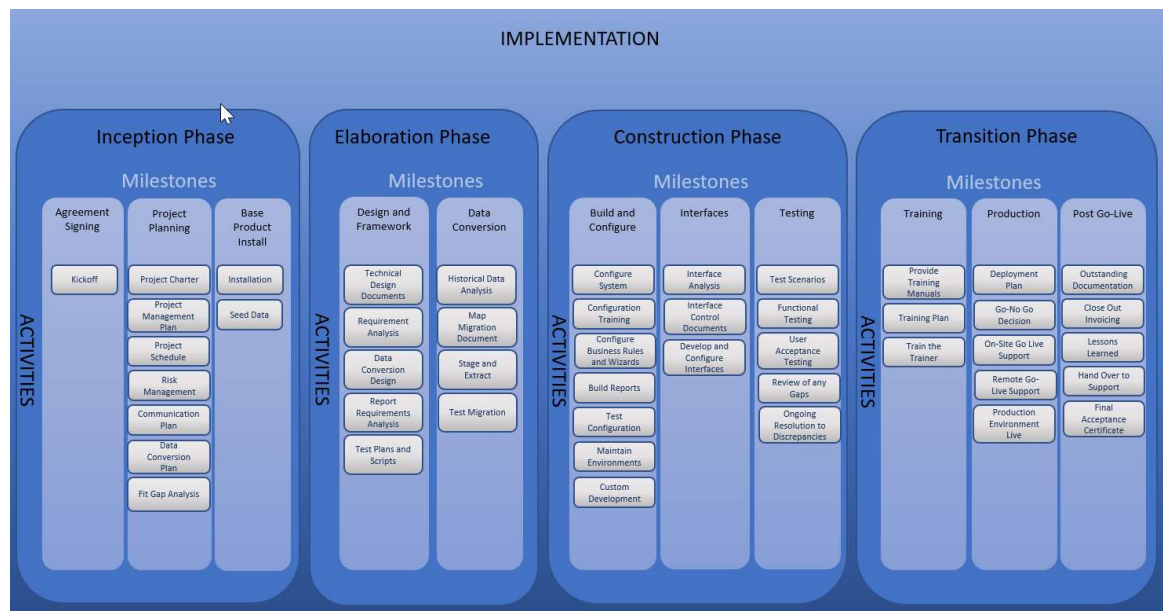 IMPLEMENTATION
Inception Phase
Milestones
ACTIVITIES
Agreement
Signing
Kickoff
Project
Planning
Project Charter
Project
Management
Plan
Project
Schedule
Risk
Management
Communication
Plan
Data
Conversion
Plan
Fit Gap Analysis
Base
Product
Install
Installation
Seed Data
Elaboration Phase
Milestones
ACTIVITIES
Design and
Framework
Technical
Design
Documents
Requirement
Analysis
Data
Conversion
Design
Report
Requirements
Analysis
Test Plans and
Scripts
Data
Conversion
Historical Data
Analysis
Map
Migration
Document
Stage and
Extract
Test Migration
Construction Phase
Milestones
ACTIVITIES
Build and
Configure
Configure
System
Configuration
Training
Configure
Business Rules
and Wizards
Build Reports
Test
Configuration
Maintain
Environments
Custom
Development
Interfaces
Interface
Analysis
Interface
Control
Documents
Develop and
Configure
Interfaces
Testing
Test Scenarios
Functional
Testing
User
Acceptance
Testing
Review of any
Gaps
Ongoing
Resolution to
Discrepancies
Transition Phase
Milestones
ACTIVITIES
Training
Provide
Training
Manuals
Training Plan
Train the
Trainer
Production
Deployment
Plan
Go-No Go
Decision
On-Site Go Live
Support
Remote Go-
Live Support
Production
Environment
Live
Post Go-Live
Outstanding
Documentation
Close Out
Invoicing
Lessons
Learned
Hand Over to
Support
Final
Acceptance
Certificate